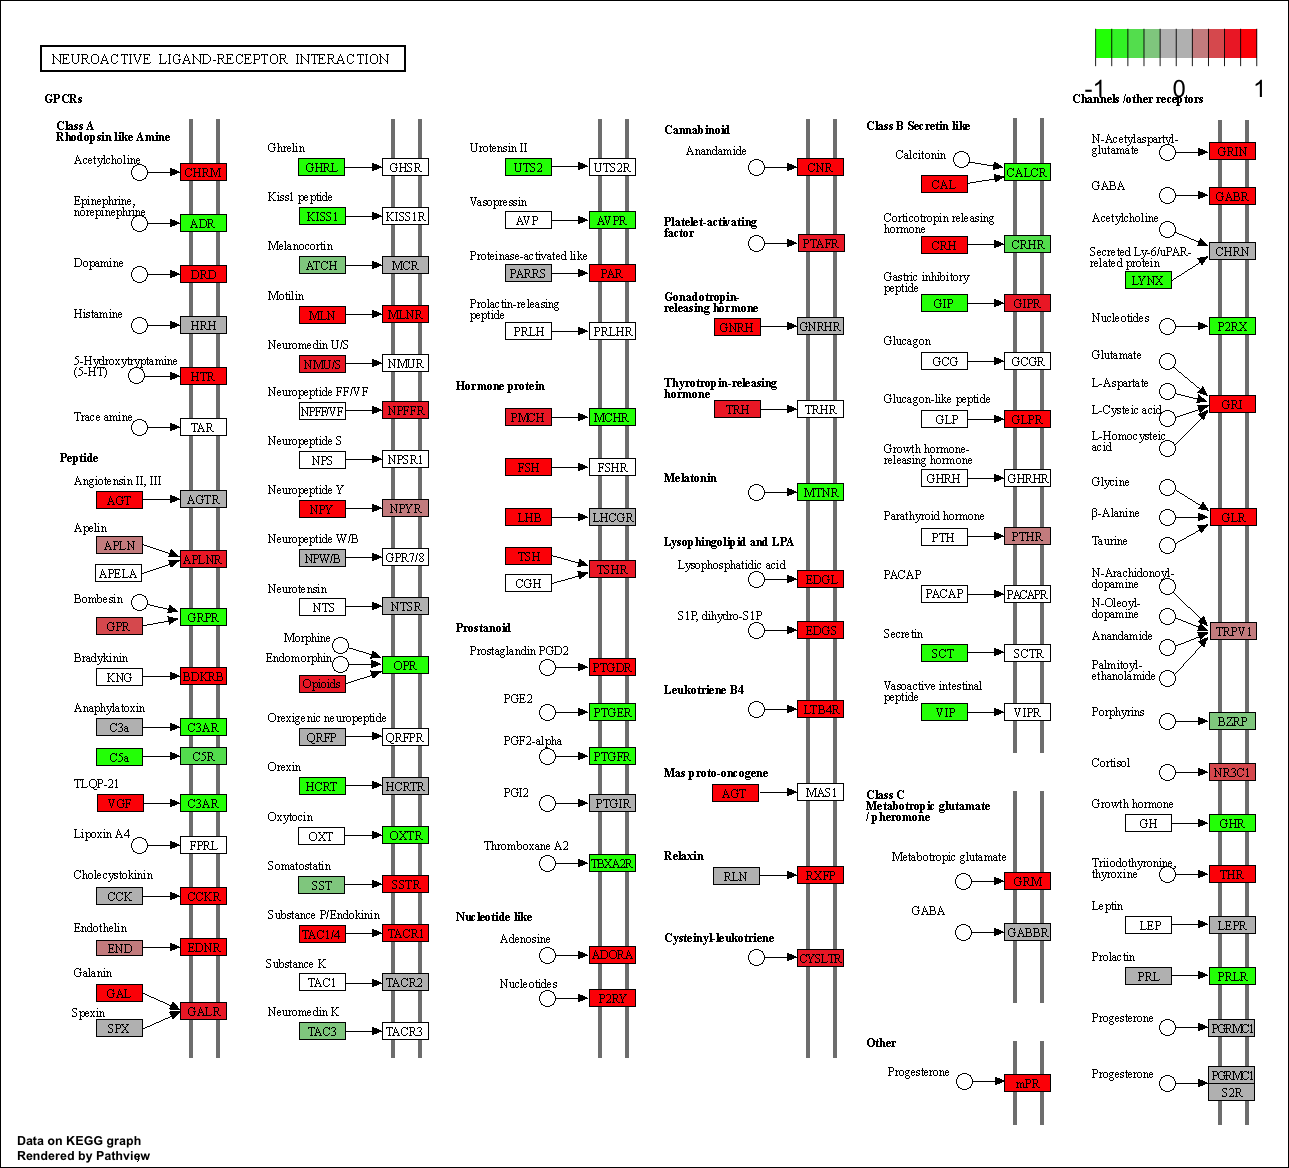 NEUROACTIVE LIGAND-RECEPTOR INTERACTION
-1
0
1
GPCRs
Class A
Rhodopsin like Amine
Acetylcholine
CHRM
Epinephrine,
norepinephrine
ADR
Dopamine
DRD
Histamine
HRH
5-Hydroxytryptamine
(5-HT)
HTR
Trace amine
TAR
Peptide
Angiotensin II, III
AGT
AGTR
Apelin
APLN
APELA
APLNR
Bombesin
GPR
GRPR
Bradykinin
KNG
BDKRB
Anaphylatoxin
C3a
C3AR
C5a
C5R
TLQP-21
VGF
C3AR
Lipoxin A4
FPRL
Cholecystokinin
CCK
CCKR
Endothelin
END
EDNR
Galanin
GAL
Spexin
SPX
GALR
Ghrelin
GHRL
GHSR
Kiss1 peptide
KISS1
KISS1R
Melanocortin
ATCH
MCR
Motilin
MLN
MLNR
Neuromedin U/S
NMU/S
NMUR
Neuropeptide FF/VF
NPFF/VF
NPFFR
Neuropeptide S
NPS
NPSR1
Neuropeptide Y
NPY
NPYR
Neuropeptide W/B
NPW/B
GPR7/8
Neurotensin
NTS
NTSR
Morphine
Endomorphin
Opioids
OPR
Orexigenic neuropeptide
QRFP
QRFPR
Orexin
HCRT
HCRTR
Oxytocin
OXT
OXTR
Somatostatin
SST
SSTR
Substance P/Endokinin
TAC1/4
TACR1
Substance K
TAC1
TACR2
Neuromedin K
TAC3
TACR3
Urotensin II
UTS2
UTS2R
Vasopressin
AVP
AVPR
Proteinase-activated like
PARRS
PAR
Prolactin-releasing
peptide
PRLH
PRLHR
Hormone protein
PMCH
MCHR
FSH
FSHR
LHB
LHCGR
TSH
CGH
TSHR
Prostanoid
Prostaglandin PGD2
PTGDR
PGE2
PTGER
PGF2-alpha
PTGFR
PGI2
PTGIR
Thromboxane A2
TBXA2R
Nucleotide like
Adenosine
ADORA
Nucleotides
P2RY
Cannabinoid
Anandamide
CNR
Platelet-activating
factor
PTAFR
Gonadotropin-
releasing hormone
GNRH
GNRHR
Thyrotropin-releasing
hormone
TRH
TRHR
Melatonin
MTNR
Lysophingolipid and LPA
Lysophosphatidic acid
EDGL
S1P, dihydro-S1P
EDGS
Leukotriene B4
LTB4R
Mas proto-oncogene
AGT
MAS1
Relaxin
RLN
RXFP
Cysteinyl-leukotriene
CYSLTR
Class B Secretin like
Calcitonin
CAL
CALCR
Corticotropin releasing
hormone
CRH
CRHR
Gastric inhibitory
peptide
GIP
GIPR
Glucagon
GCG
GCGR
Glucagon-like peptide
GLP
GLPR
Growth hormone-
releasing hormone
GHRH
GHRHR
Parathyroid hormone
PTH
PTHR
PACAP
PACAP
PACAPR
Secretin
SCT
SCTR
Vasoactive intestinal
peptide
VIP
VIPR
Class C
Metabotropic glutamate
/ pheromone
Metabotropic glutamate
GRM
GABA
GABBR
Other
Progesterone
mPR
Channels /other receptors
N-Acetylaspartyl-
glutamate
GRIN
GABA
GABR
Acetylcholine
Secreted Ly-6/uPAR-
related protein
LYNX
CHRN
Nucleotides
P2RX
Glutamate
L-Aspartate
L-Cysteic acid
L-Homocysteic
acid
GRI
Glycine
β-Alanine
Taurine
GLR
N-Arachidonoyl-
dopamine
N-Oleoyl-
dopamine
Anandamide
Palmitoyl-
ethanolamide
TRPV1
Porphyrins
BZRP
Cortisol
NR3C1
Growth hormone
GH
GHR
Triiodothyronine,
thyroxine
THR
Leptin
LEP
LEPR
Prolactin
PRL
PRLR
Progesterone
PGRMC1
Progesterone
PGRMC1
S2R
Data on KEGG graph
Rendered by Pathview